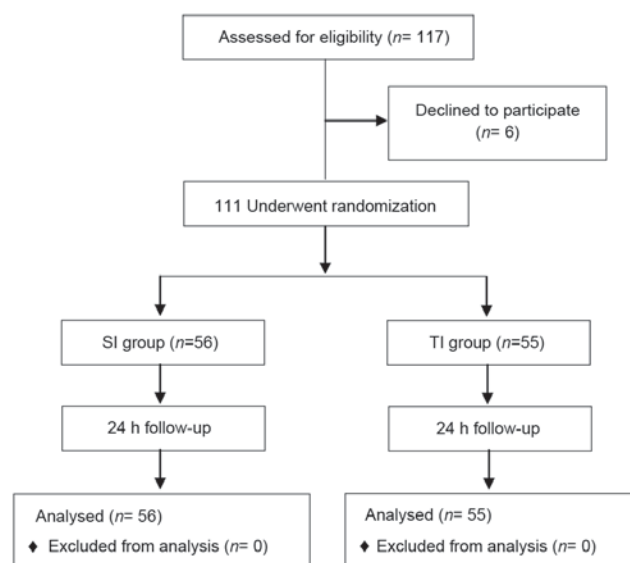 Assessed for eligibility (n= 117)
Declined to participate
(n= 6)
111 Underwent randomization
SI group (n=56)
TI group (n=55)
24 h follow-up
24 h follow-up
Analysed (n= 56)
♦ Excluded from analysis (n= 0)
Analysed (n= 55)
♦ Excluded from analysis (n= 0)